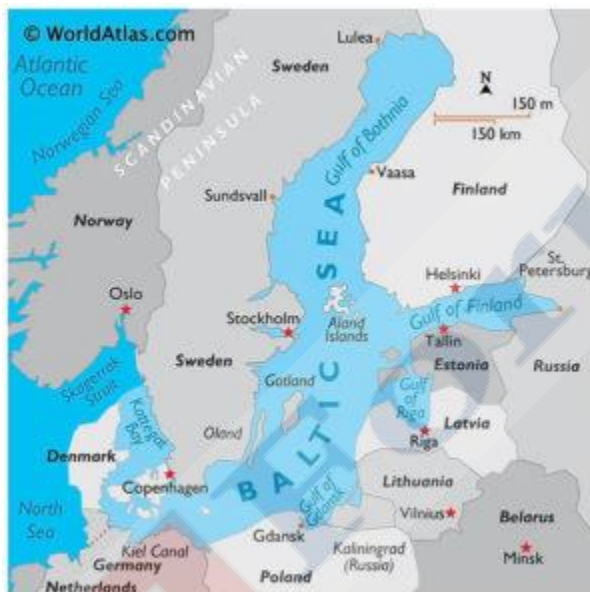 © WorldAtlas.com
Atlantic
Ocean
Norwegian Sea
SCANDINAVIAN
PENINSULA
Sweden
Lulea
Gulf of Bothnia
N
150 m
150 km
Sundsvall
Vaasa
Finland
Norway
Oslo
Stockholm
Aland
Islands
Helsinki
St.
Petersburg
Gulf of Finland
Tallin
Estonia
Russia
Skagerrak
Strait
Kattegat
Bay
Sweden
Gotland
Oland
BALTIC SEA
Gulf
of
Riga
Riga
Latvia
Denmark
Copenhagen
Lithuania
Vilnius
Belarus
Minsk
North
Sea
Kiel Canal
Germany
Netherlands
Gdansk
Gulf of
Gdansk
Poland
Kaliningrad
(Russia)